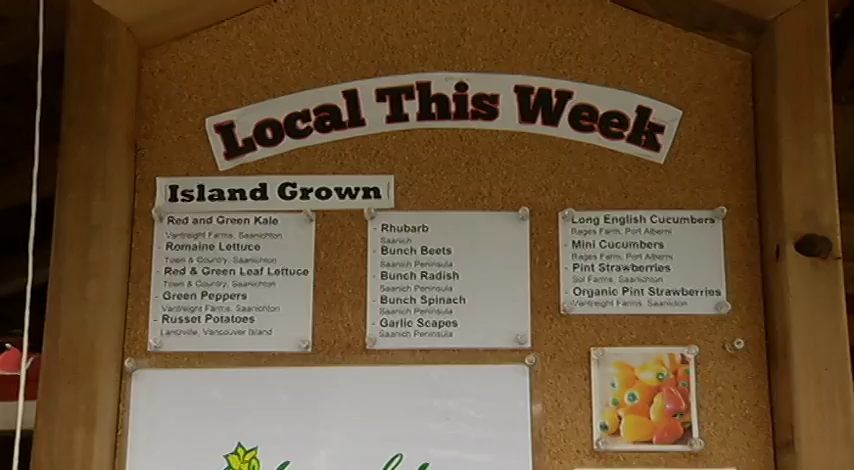 Local This Week
Island Grown
- Red and Green Kale
Vantreight Farms, Saanichton
- Romaine Lettuce
Town & Country, Saanichton
- Red & Green Leaf Lettuce
Town & Country, Saanichton
- Green Peppers
Vantreight Farms, Saanichton
- Russet Potatoes
Lantzville, Vancouver Island
- Rhubarb
Saanich
- Bunch Beets
Saanich Peninsula
- Bunch Radish
Saanich Peninsula
- Bunch Spinach
Saanich Peninsula
- Garlic Scapes
Saanich Peninsula
- Long English Cucumbers
Rages Farm, Port Alberni
- Mini Cucumbers
Rages Farm, Port Alberni
- Pint Strawberries
Sol Farms, Saanichton
- Organic Pint Strawberries
Vantreight Farms, Saanichton